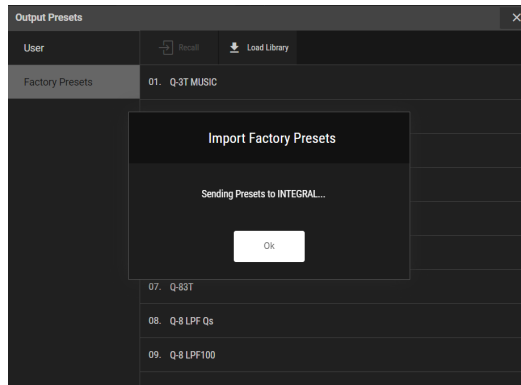 Output Presets
User
Recall
Load Library
Factory Presets
01. Q-3T MUSIC
Import Factory Presets
Sending Presets to INTEGRAL...
Ok
07. Q-83T
08. Q-8 LPF Qs
09. Q-8 LPF100